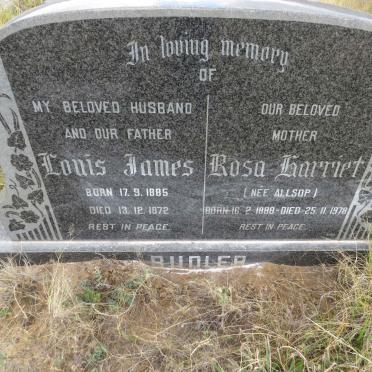 In loving memory
OF
MY BELOVED HUSBAND
AND OUR FATHER
Louis James
BORN 17.9.1885
DIED 13.12.1972
REST IN PEACE
OUR BELOVED
MOTHER
Rosa Harriet
(NÉE ALLSOP)
BORN 16.2.1888-DIED 25.11.1978
REST IN PEACE.